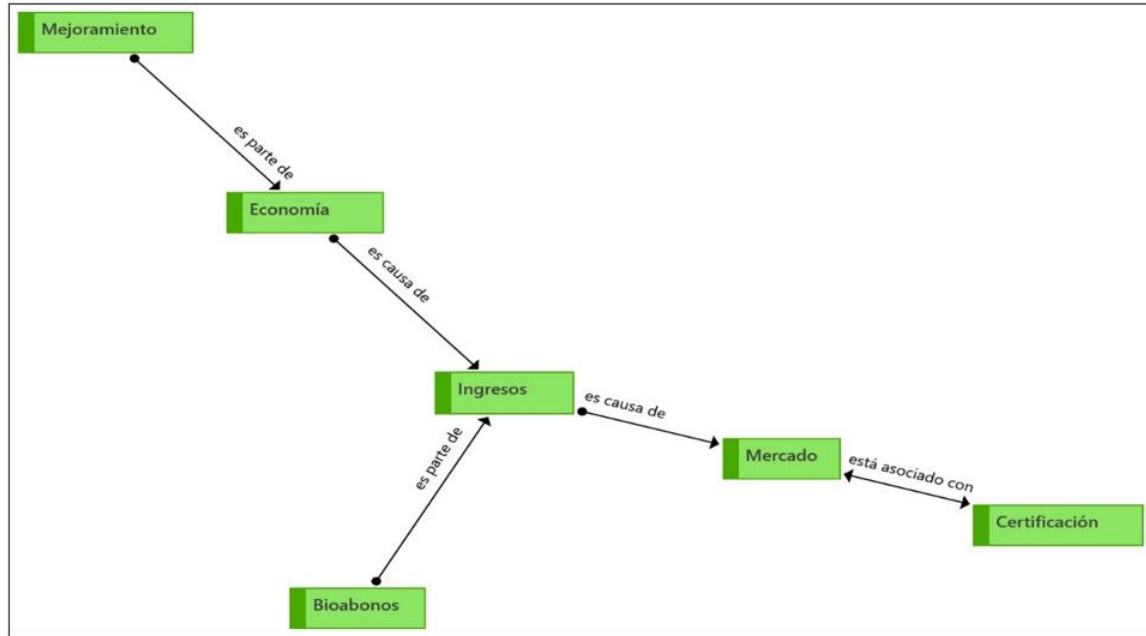 Mejoramiento
es parte de
Economía
es causa de
Ingresos
es causa de
es parte de
Mercado
está asociado con
Certificación
Bioabonos